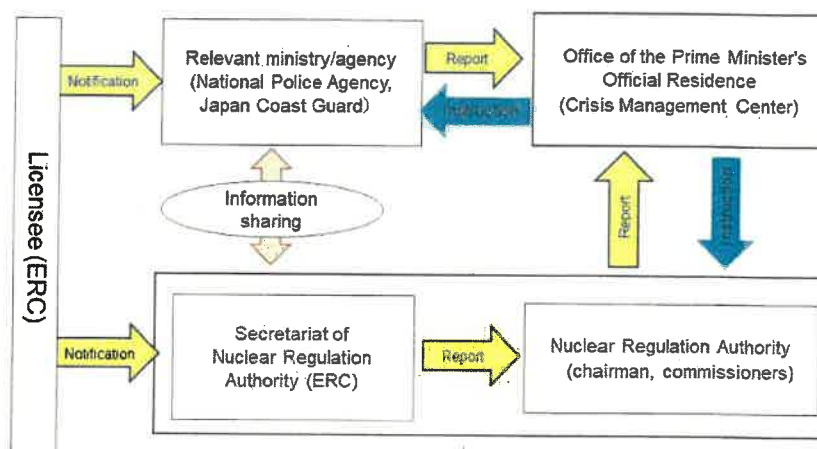 Licensee (ERC)
Notification
Relevant ministry/agency
(National Police Agency,
Japan Coast Guard)
Report
Instruction
Office of the Prime Minister's
Official Residence
(Crisis Management Center)
Information
sharing
Report
Instruction
Notification
Secretariat of
Nuclear Regulation
Authority (ERC)
Report
Nuclear Regulation Authority
(chairman, commissioners)